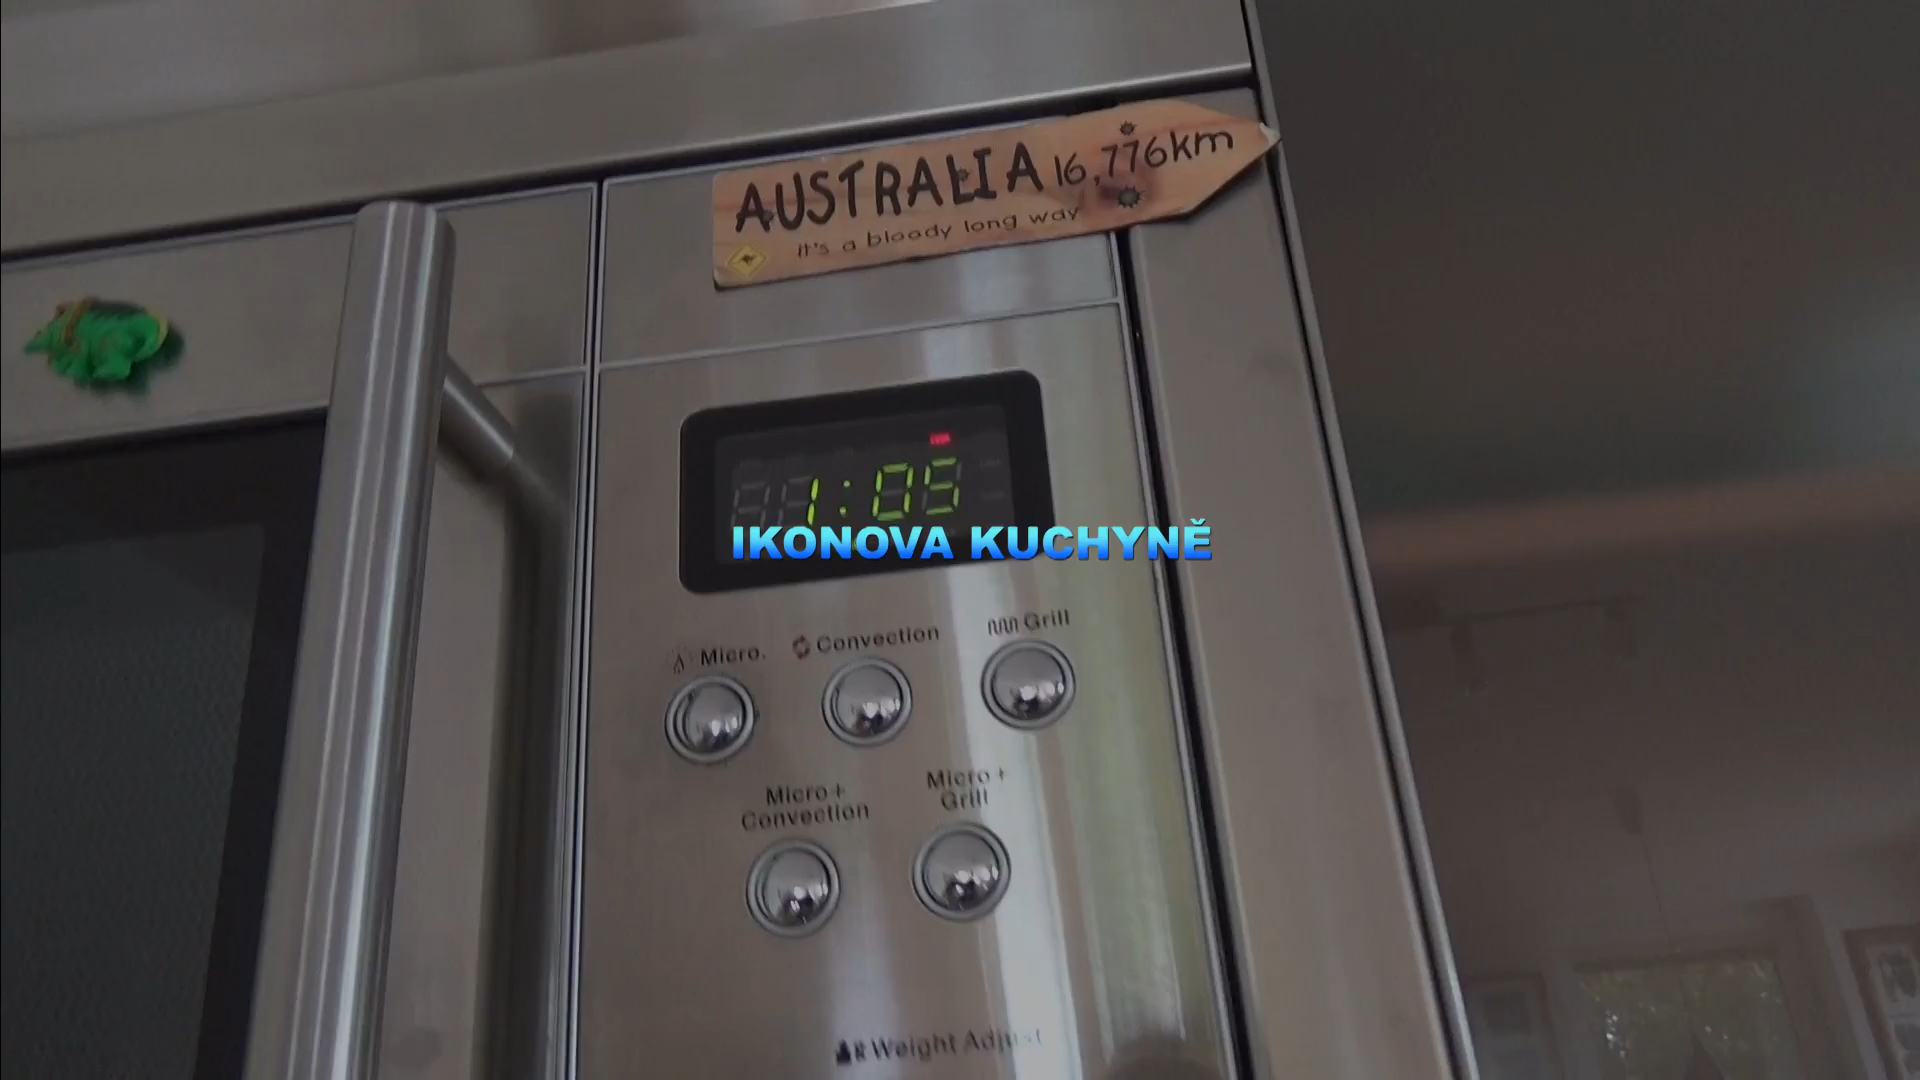 AUSTRALIA 16,776km
it's a bloody long way
1:05
IKONOVA KUCHYNĚ
Micro. Convection Grill
Micro+
Convection
Micro+
Grill
Weight Adjust